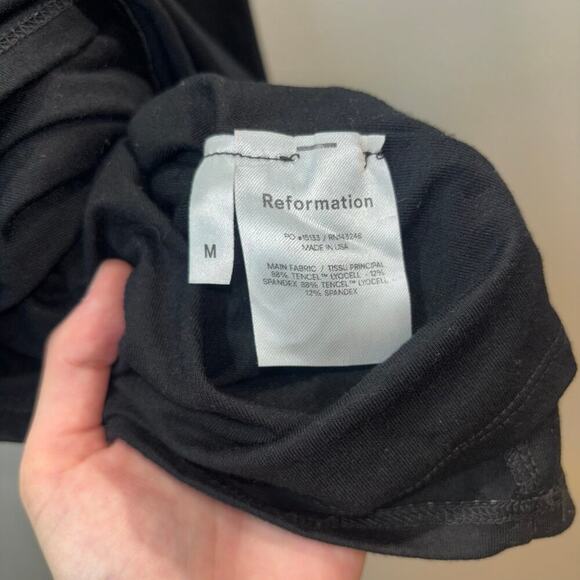 Reformation
M
PO #15133 / RN143246
MADE IN USA
MAIN FABRIC / TISSU PRINCIPAL
88% TENCEL™ LYOCELL - 12%
SPANDEX 88% TENCEL™ LYOCELL -
12% SPANDEX